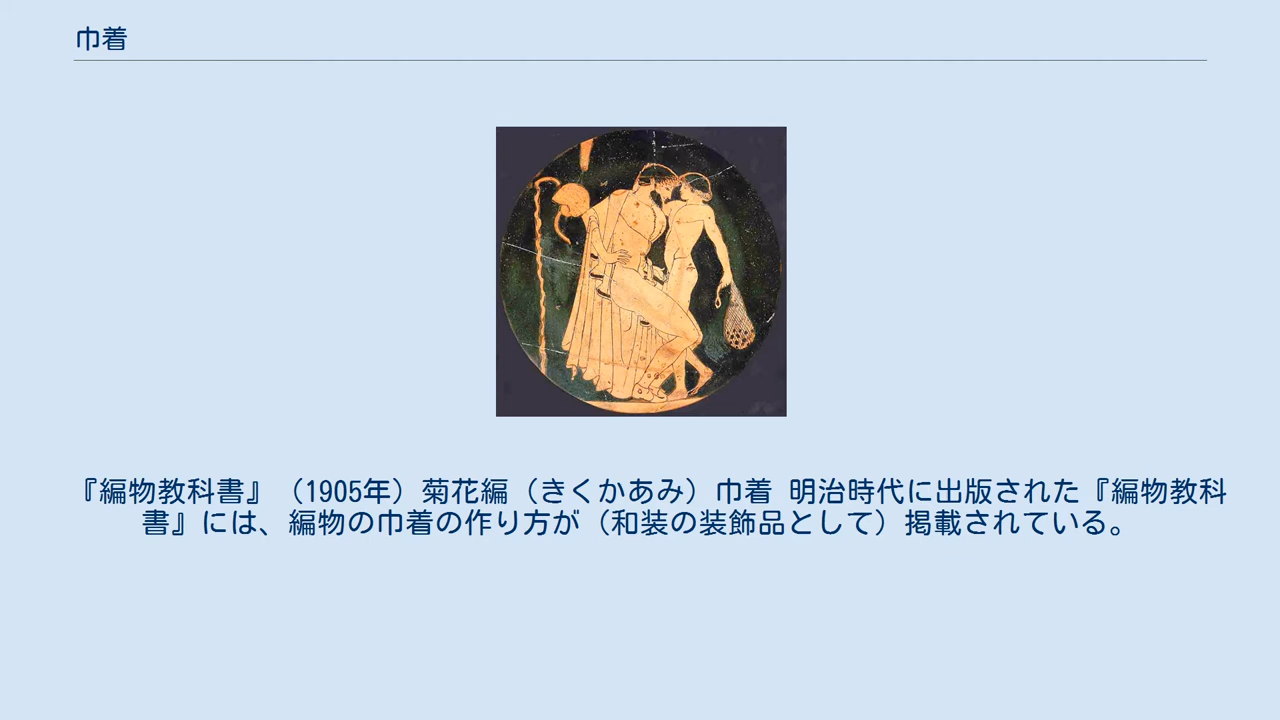 巾着
『編物教科書』（1905年）菊花編（きくかあみ）巾着 明治時代に出版された『編物教科
書』には、編物の巾着の作り方が（和装の装飾品として）掲載されている。